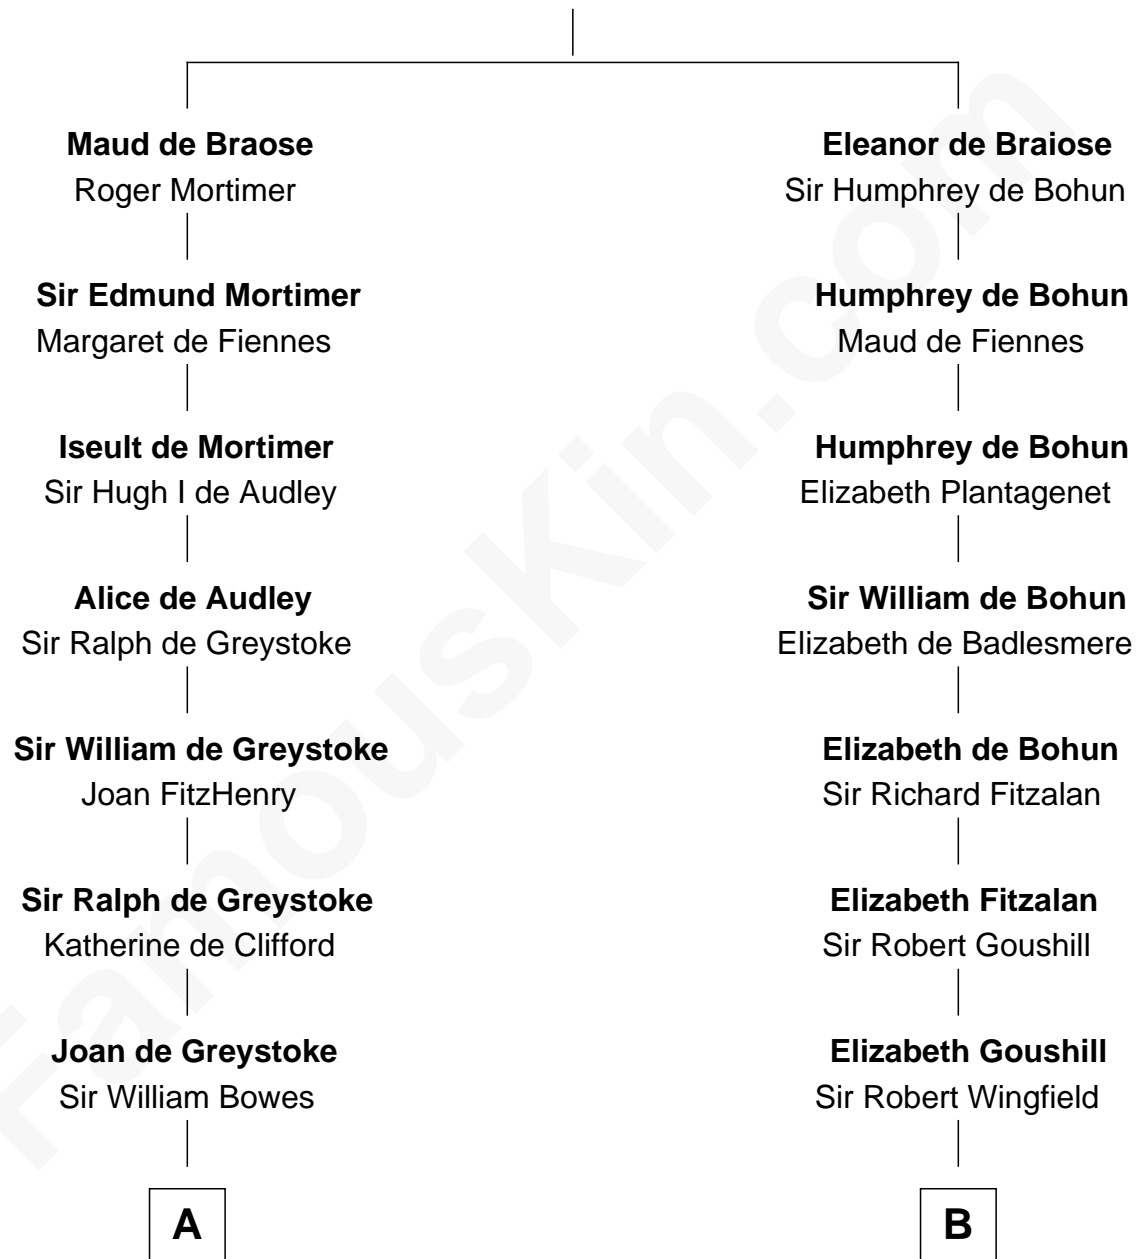 Maud de Braose
Roger Mortimer
Sir Edmund Mortimer
Margaret de Fiennes
Iseult de Mortimer
Sir Hugh I de Audley
Alice de Audley
Sir Ralph de Greystoke
Sir William de Greystoke
Joan FitzHenry
Sir Ralph de Greystoke
Katherine de Clifford
Joan de Greystoke
Sir William Bowes
A
Eleanor de Braiose
Sir Humphrey de Bohun
Humphrey de Bohun
Maud de Fiennes
Humphrey de Bohun
Elizabeth Plantagenet
Sir William de Bohun
Elizabeth de Badlesmere
Elizabeth de Bohun
Sir Richard Fitzalan
Elizabeth Fitzalan
Sir Robert Goushill
Elizabeth Goushill
Sir Robert Wingfield
B
FamousKin.com